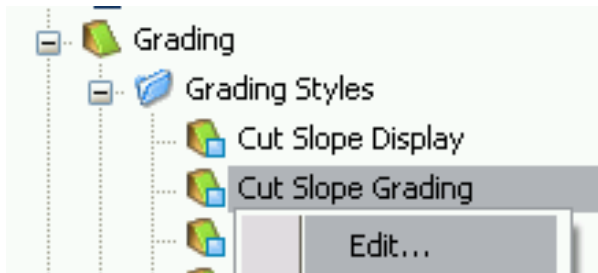 Grading
Grading Styles
Cut Slope Display
Cut Slope Grading
Edit...